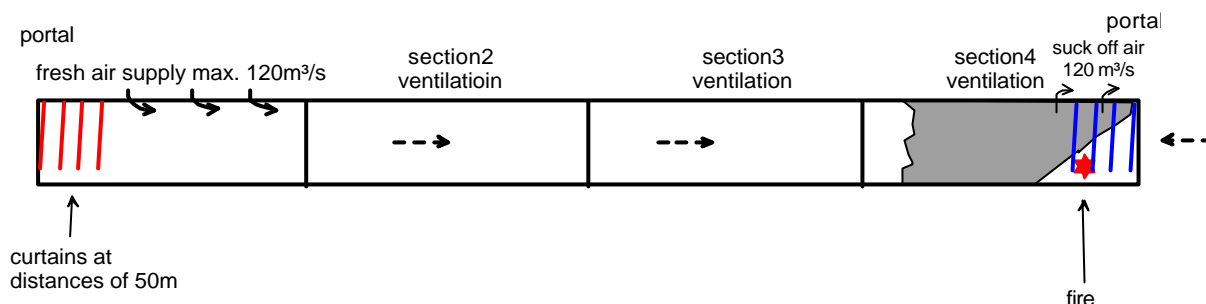 portal
fresh air supply max. 120m³/s
section2
ventilatioin
section3
ventilation
section4
ventilation
portal
suck off air
120 m³/s
curtains at
distances of 50m
fire